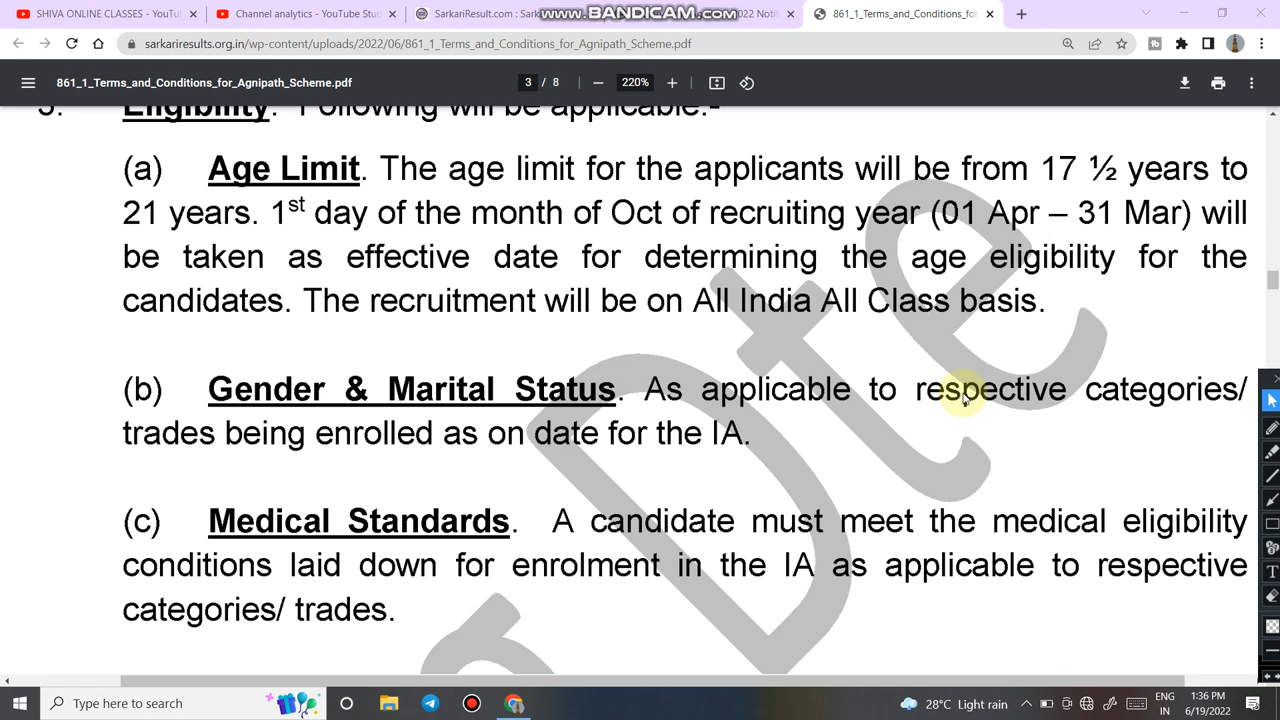 SHIVA ONLINE CLASSES - YouTu
Channel analytics - YouTube Stu
SarkariResult.com : Sark
www.BANDICAM.com
2022 Notif
861_1_Terms_and_Conditions_for
sarkariresults.org.in/wp-content/uploads/2022/06/861_1_Terms_and_Conditions_for_Agnipath_Scheme.pdf
861_1_Terms_and_Conditions_for_Agnipath_Scheme.pdf
3 / 8
220%
Eligibility. Following will be applicable:-
(a) Age Limit. The age limit for the applicants will be from 17 ½ years to
21 years. 1st day of the month of Oct of recruiting year (01 Apr – 31 Mar) will
be taken as effective date for determining the age eligibility for the
candidates. The recruitment will be on All India All Class basis.
(b) Gender & Marital Status. As applicable to respective categories/
trades being enrolled as on date for the IA.
(c) Medical Standards. A candidate must meet the medical eligibility
conditions laid down for enrolment in the IA as applicable to respective
categories/ trades.
Dte
Type here to search
28°C Light rain
ENG
IN
1:36 PM
6/19/2022